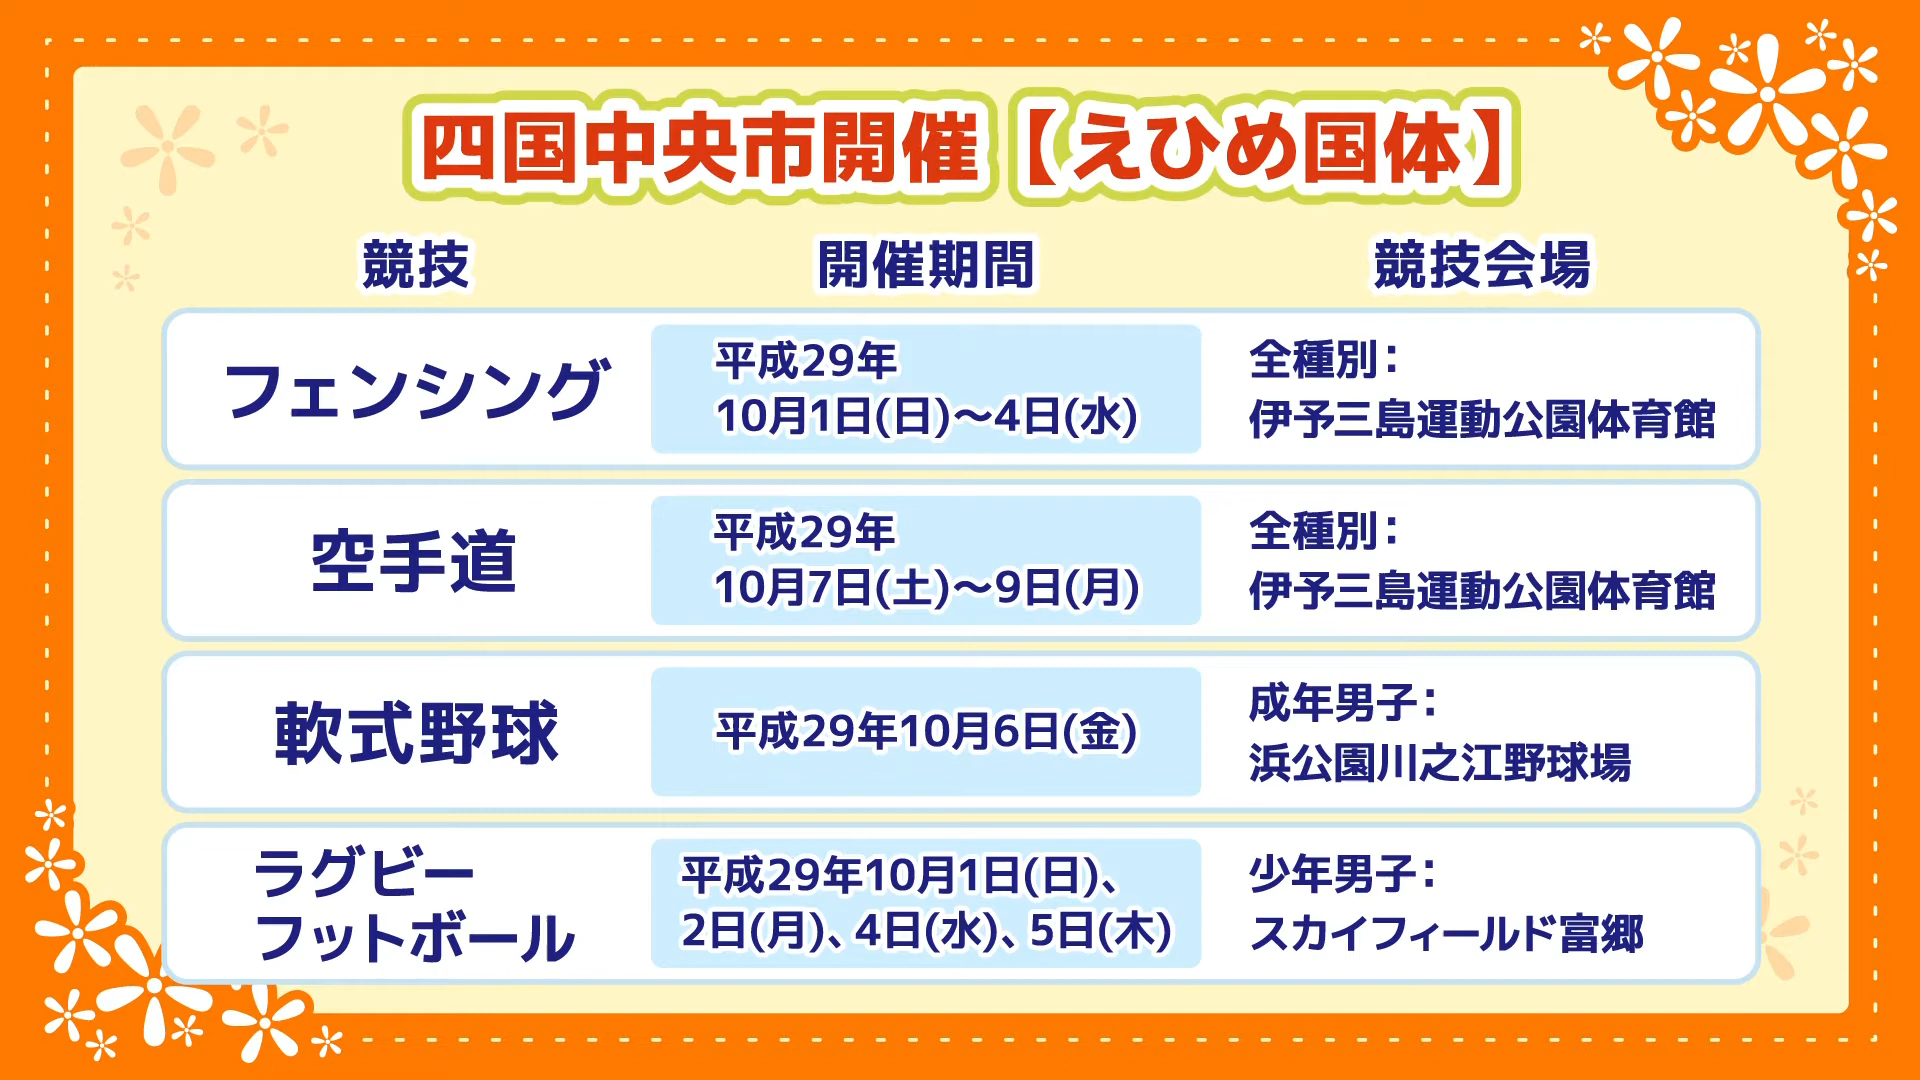 四国中央市開催【えひめ国体】
競技 開催期間 競技会場
フェンシング
平成29年
10月1日(日)～4日(水)
全種別：
伊予三島運動公園体育館
空手道
平成29年
10月7日(土)～9日(月)
全種別：
伊予三島運動公園体育館
軟式野球
平成29年10月6日(金)
成年男子：
浜公園川之江野球場
ラグビー
フットボール
平成29年10月1日(日)、
2日(月)、4日(水)、5日(木)
少年男子：
スカイフィールド富郷